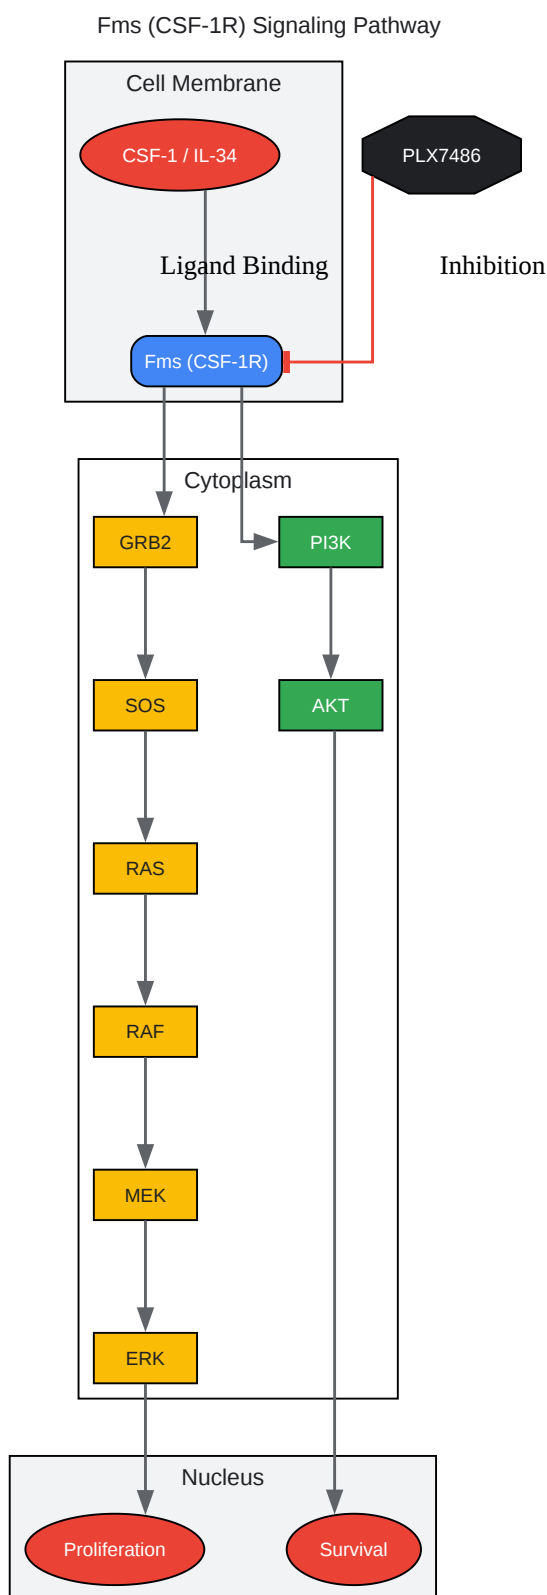 Fms (CSF-1R) Signaling Pathway
Cell Membrane
CSF-1 / IL-34
PLX7486
Ligand Binding
Inhibition
Fms (CSF-1R)
Cytoplasm
GRB2
PI3K
SOS
AKT
RAS
RAF
MEK
ERK
Nucleus
Proliferation
Survival